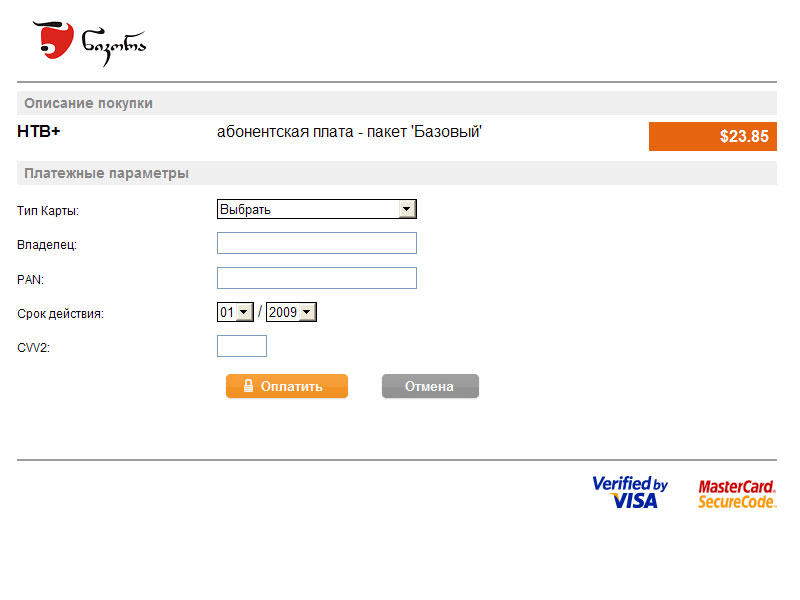 ნიკორა
Описание покупки
НТВ+ абонентская плата - пакет 'Базовый' $23.85
Платежные параметры
Тип Карты: Выбрать
Владелец:
PAN:
Срок действия: 01 / 2009
CVV2:
Оплатить Отмена
Verified by VISA
MasterCard. SecureCode.